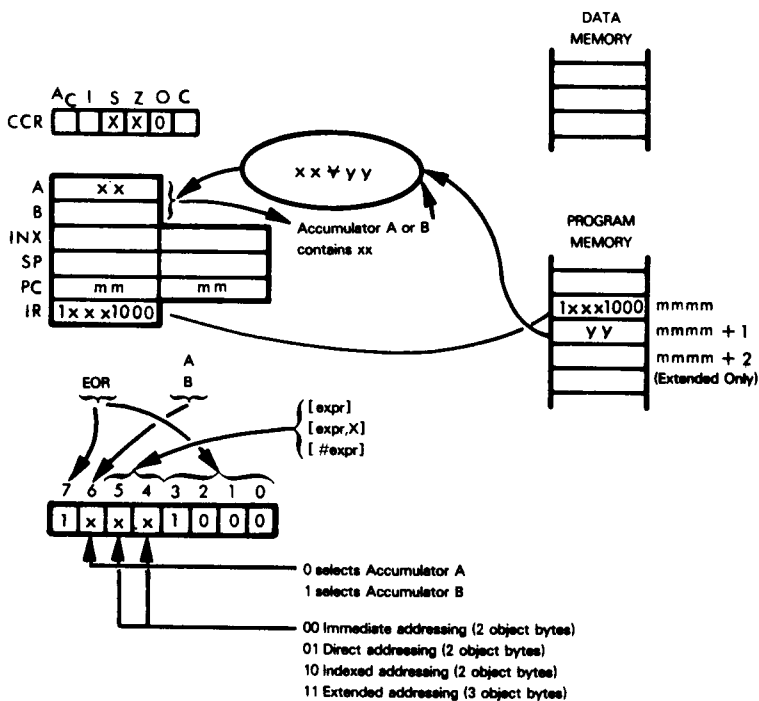 DATA
MEMORY
AC I S Z O C
CCR X X 0
xx ⊻ yy
A xx
B
Accumulator A or B
contains xx
INX
SP
PC mm mm
IR 1xxx1000
PROGRAM
MEMORY
1xxx1000 mmmm
yy mmmm + 1
mmmm + 2
(Extended Only)
EOR
A
B
[expr]
[expr,X]
[#expr]
7 6 5 4 3 2 1 0
1 x x x 1 0 0 0
0 selects Accumulator A
1 selects Accumulator B
00 Immediate addressing (2 object bytes)
01 Direct addressing (2 object bytes)
10 Indexed addressing (2 object bytes)
11 Extended addressing (3 object bytes)